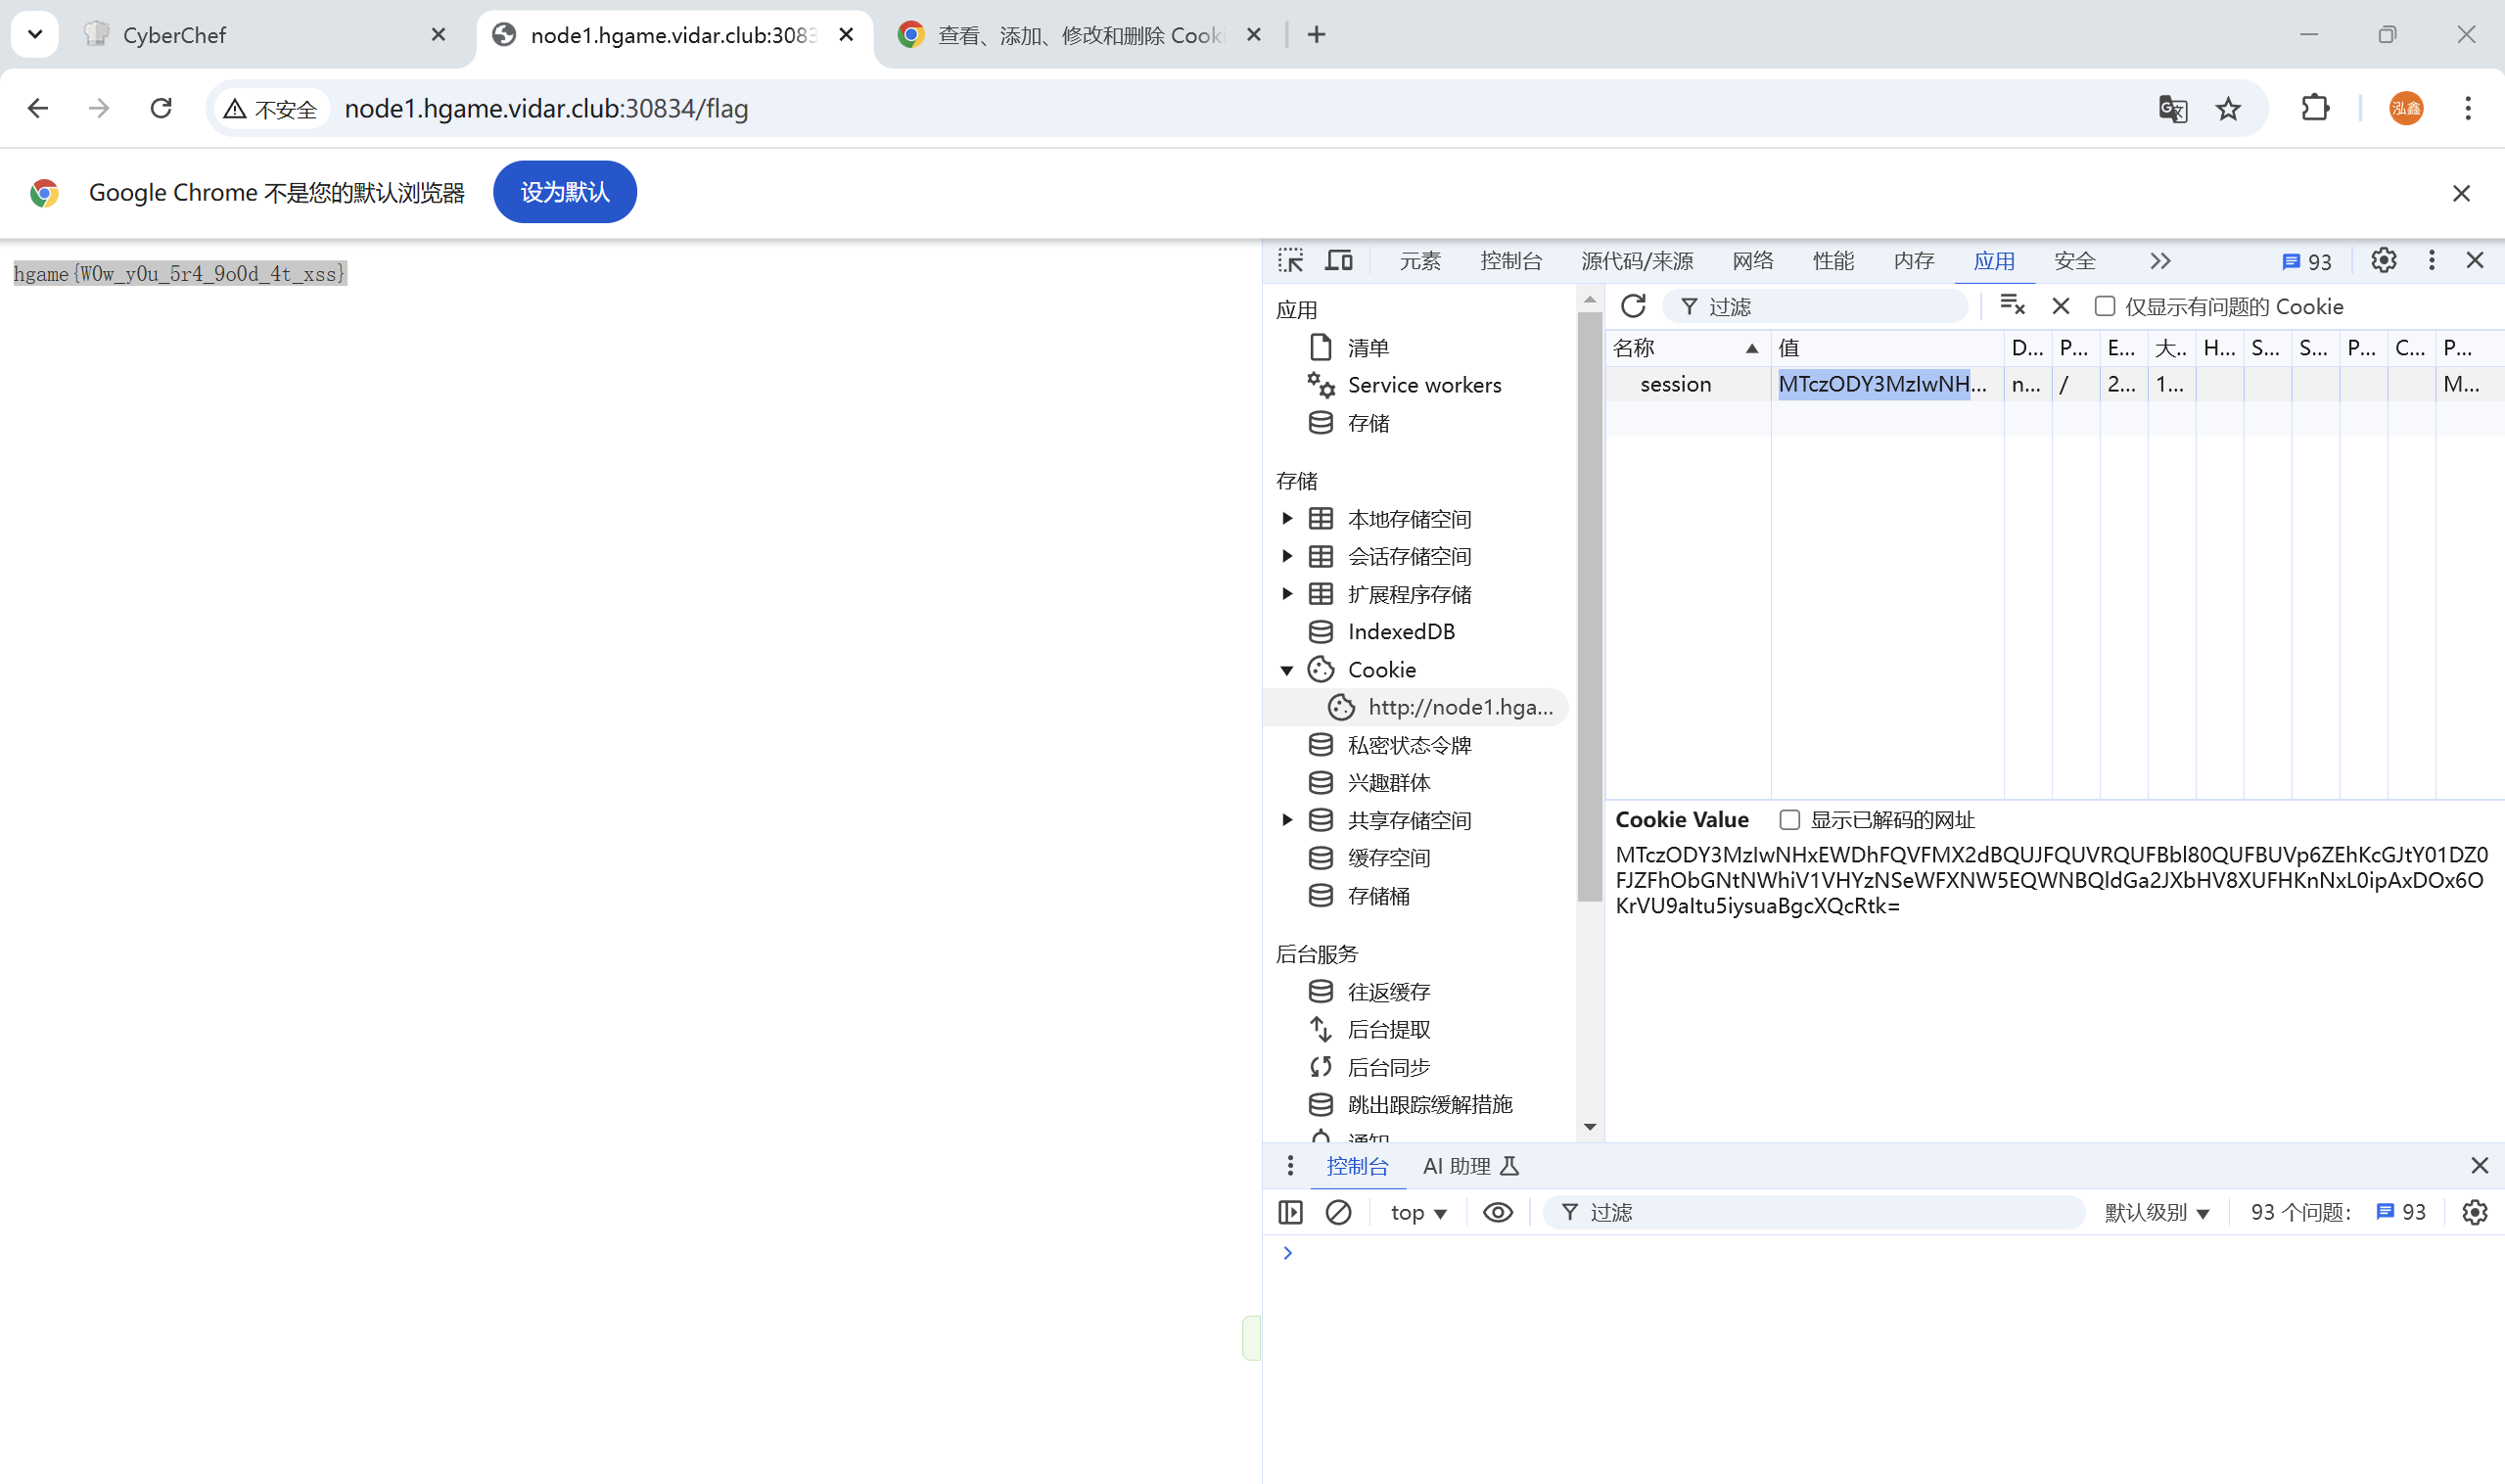 CyberChef
node1.hgame.vidar.club:3083
查看、添加、修改和删除 Cooki
不安全
node1.hgame.vidar.club:30834/flag
泓鑫
Google Chrome 不是您的默认浏览器
设为默认
hgame{W0w_y0u_5r4_9o0d_4t_xss}
元素
控制台
源代码/来源
网络
性能
内存
应用
安全
93
应用
清单
Service workers
存储
存储
本地存储空间
会话存储空间
扩展程序存储
IndexedDB
Cookie
http://node1.hga...
私密状态令牌
兴趣群体
共享存储空间
缓存空间
存储桶
后台服务
往返缓存
后台提取
后台同步
跳出跟踪缓解措施
通知
过滤
仅显示有问题的 Cookie
名称 值 D... P... E... 大.. H... S... S... P... C... P...
session MTczODY3MzIwNH... n... / 2... 1... M...
Cookie Value 显示已解码的网址
MTczODY3MzIwNHxEWDhFQVFMX2dBQUJFQUVRQUFBbl80QUFBUVp6ZEhKcGJtY01DZ0
FJZFhObGNtNWhiV1VHYzNSeWFXNW5EQWNBQldGa2JXbHV8XUFHKnNxL0ipAxDOx6O
KrVU9aItu5iysuaBgcXQcRtk=
控制台
AI 助理
top
过滤
默认级别
93 个问题:
93